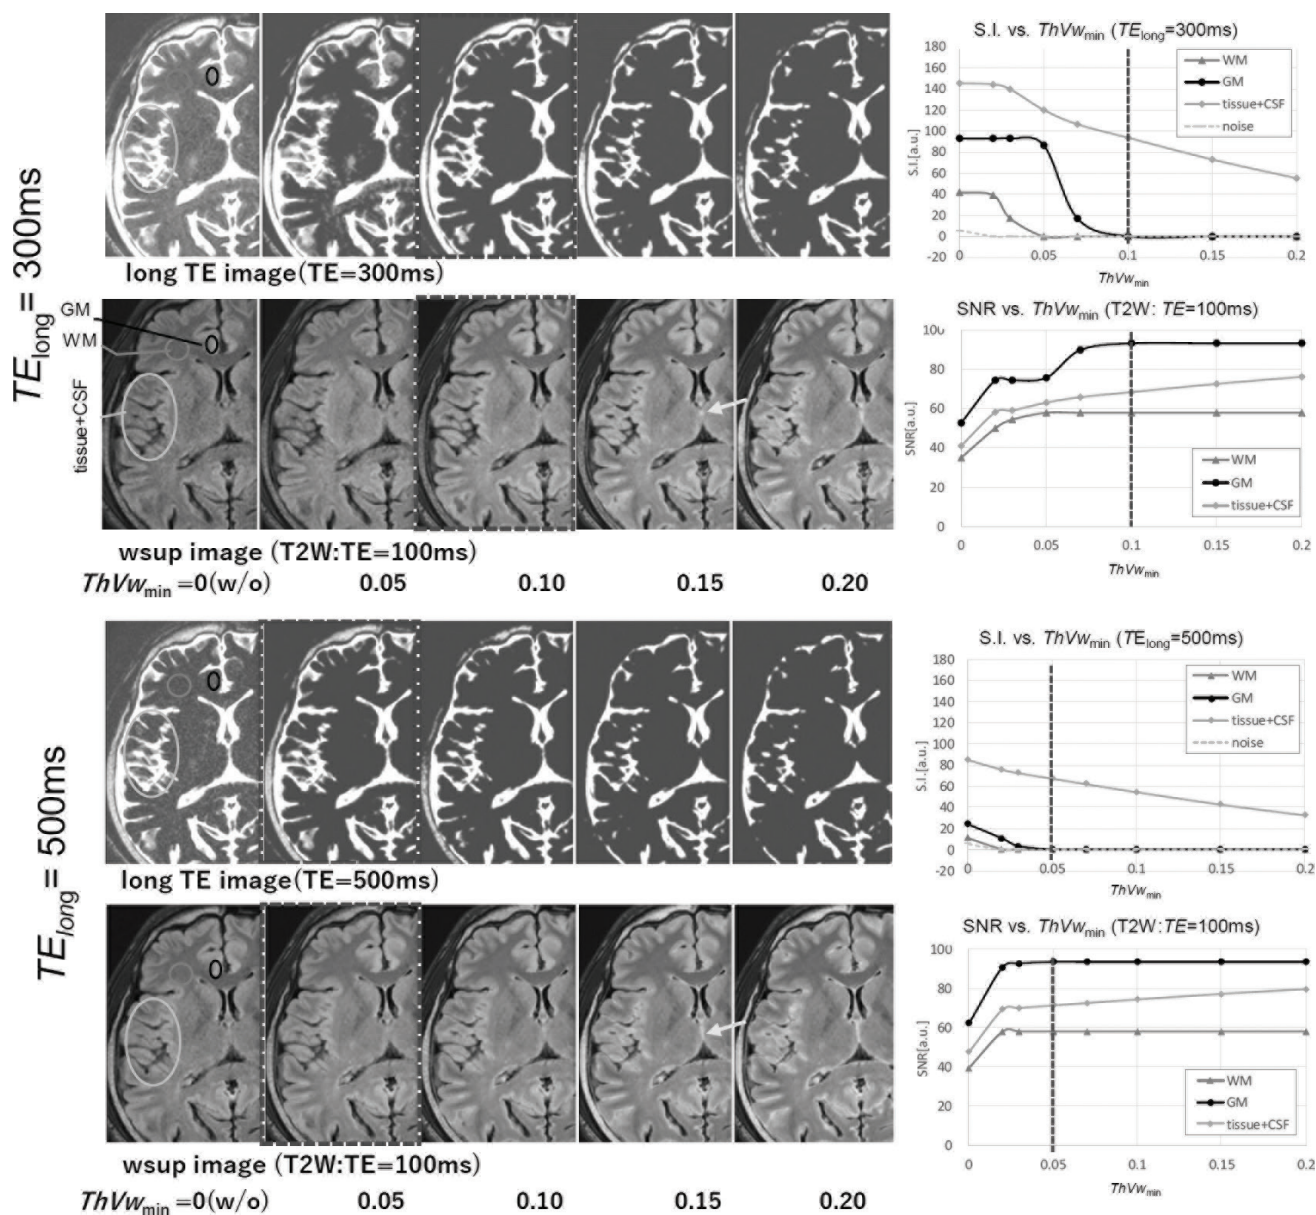 TElong = 300ms
long TE image(TE=300ms)
GM
WM
tissue+CSF
wsup image (T2W:TE=100ms)
ThVwmin =0(w/o) 0.05 0.10 0.15 0.20
S.I. vs. ThVwmin (TElong=300ms)
S.I.[a.u.]
180
160
140
120
100
80
60
40
20
0
-20
WM
GM
tissue+CSF
noise
0 0.05 0.1 0.15 0.2
ThVwmin
SNR vs. ThVwmin (T2W: TE=100ms)
SNR[a.u.]
100
80
60
40
20
0
WM
GM
tissue+CSF
0 0.05 0.1 0.15 0.2
ThVwmin
TElong = 500ms
long TE image(TE=500ms)
wsup image (T2W:TE=100ms)
ThVwmin =0(w/o) 0.05 0.10 0.15 0.20
S.I. vs. ThVwmin (TElong=500ms)
S.I.[a.u.]
180
160
140
120
100
80
60
40
20
0
-20
WM
GM
tissue+CSF
noise
0 0.05 0.1 0.15 0.2
ThVwmin
SNR vs. ThVwmin (T2W:TE=100ms)
SNR[a.u.]
100
80
60
40
20
0
WM
GM
tissue+CSF
0 0.05 0.1 0.15 0.2
ThVwmin